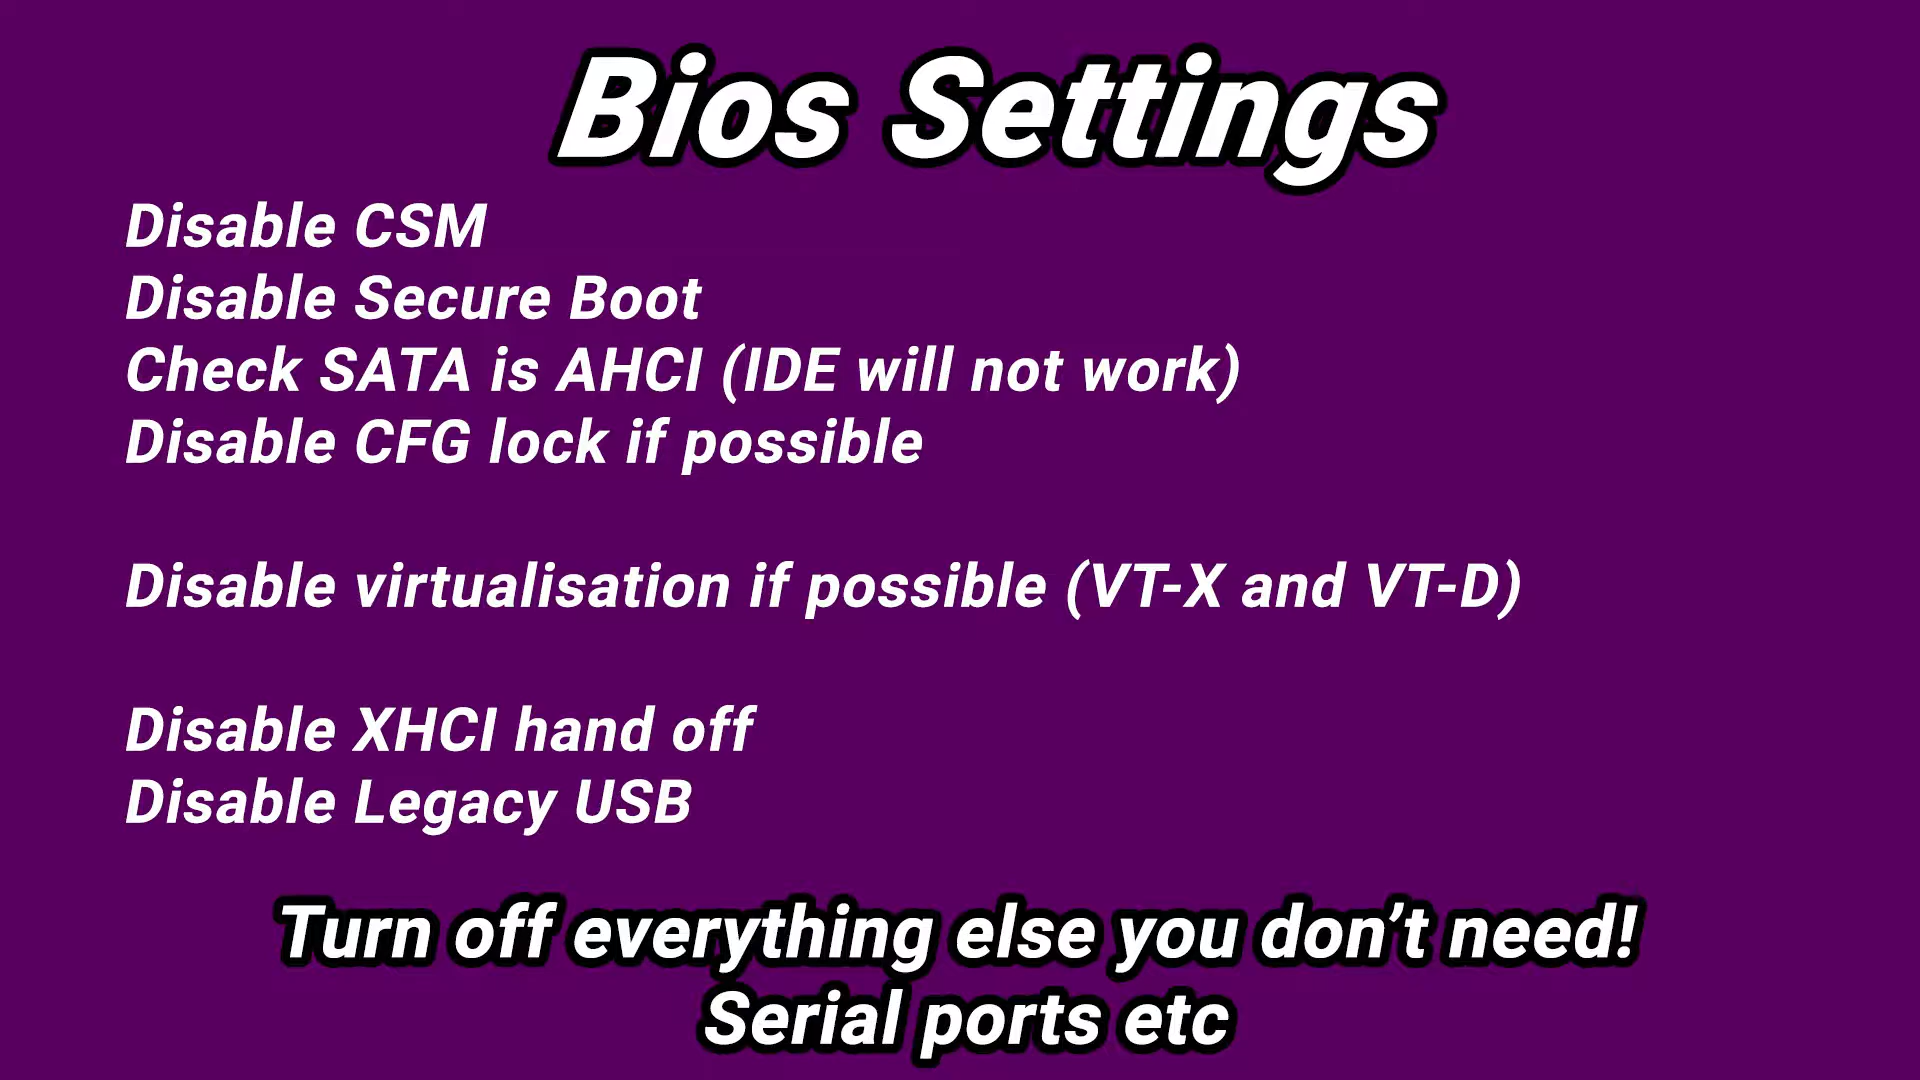 Bios Settings
Disable CSM
Disable Secure Boot
Check SATA is AHCI (IDE will not work)
Disable CFG lock if possible
Disable virtualisation if possible (VT-X and VT-D)
Disable XHCI hand off
Disable Legacy USB
Turn off everything else you don’t need!
Serial ports etc